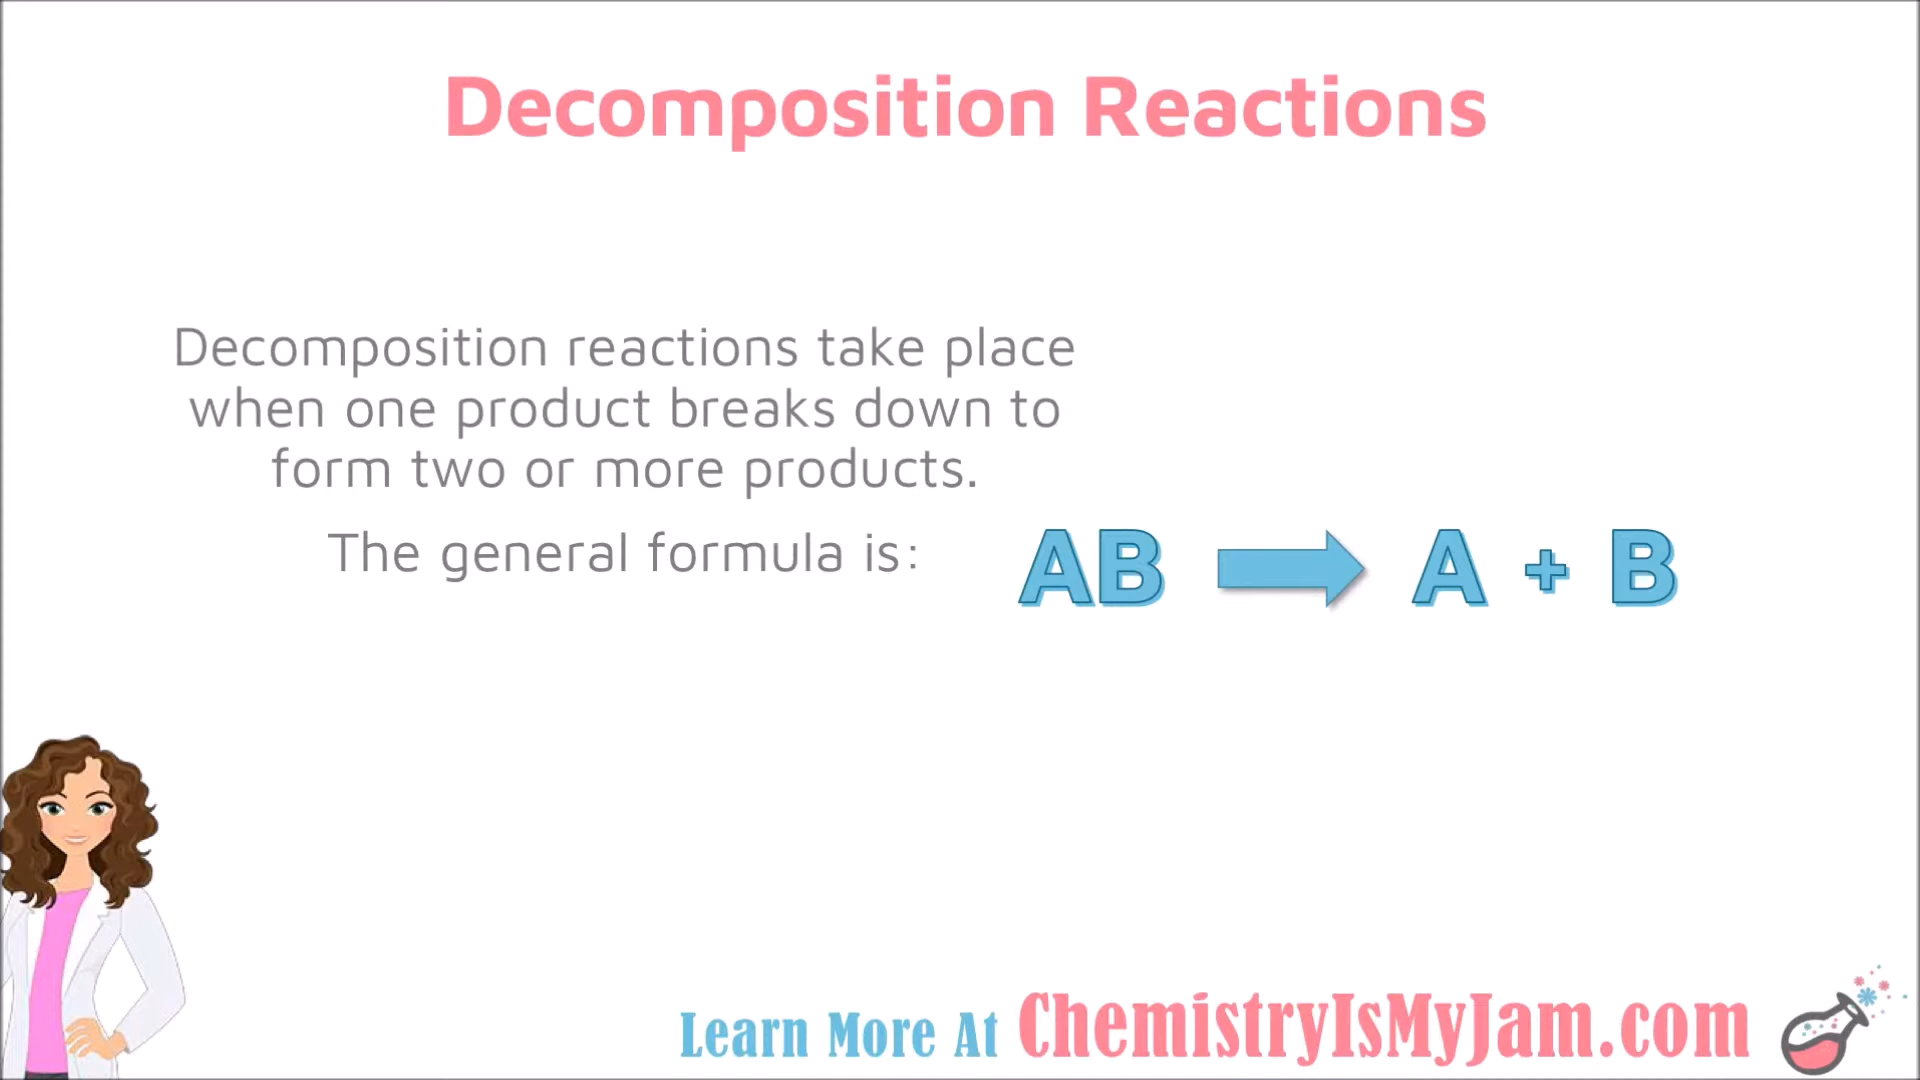 Decomposition Reactions
Decomposition reactions take place
when one product breaks down to
form two or more products.
The general formula is:
AB A + B
Learn More At ChemistryIsMyJam.com